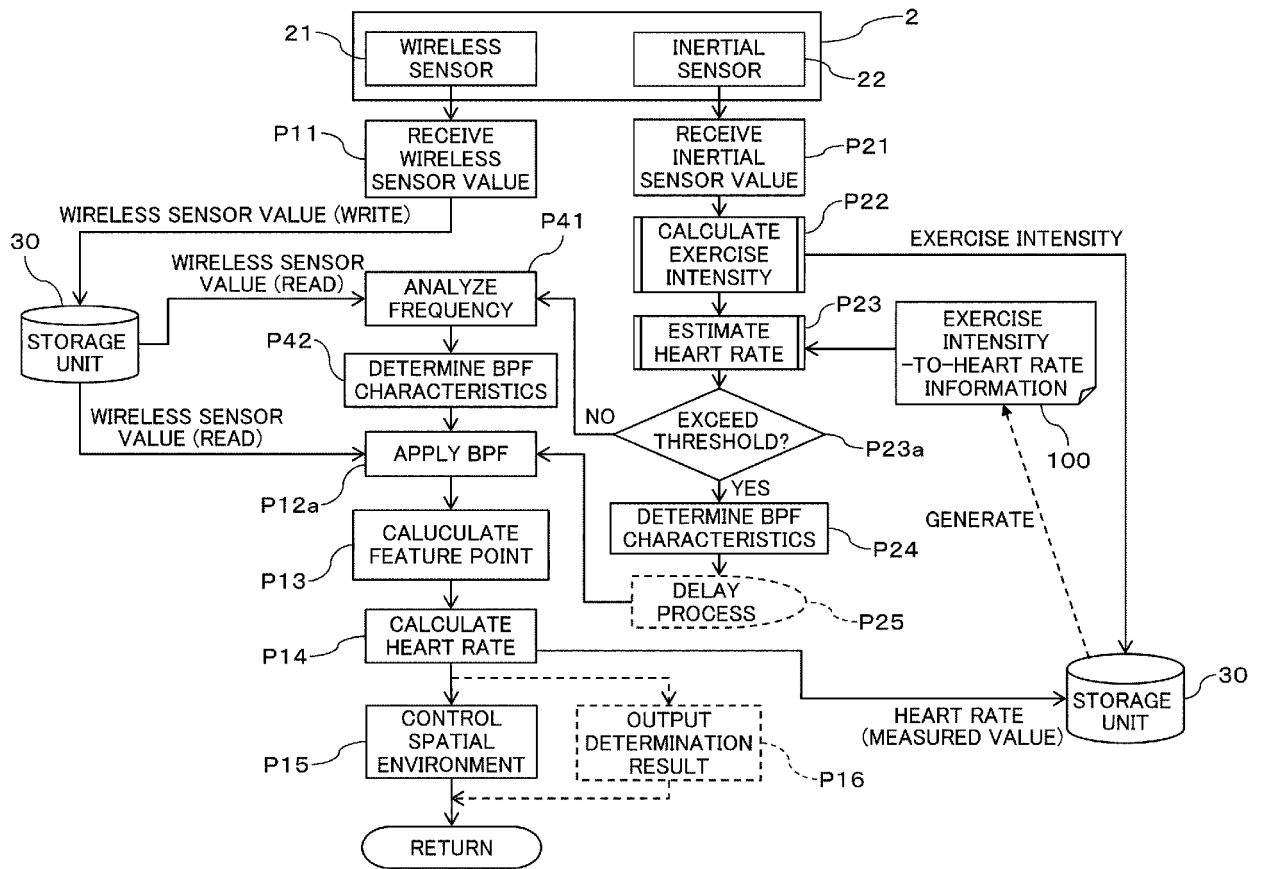 2
21
WIRELESS
SENSOR
INERTIAL
SENSOR
22
P11
RECEIVE
WIRELESS
SENSOR VALUE
RECEIVE
INERTIAL
SENSOR VALUE
P21
WIRELESS SENSOR VALUE (WRITE)
P22
CALCULATE
EXERCISE
INTENSITY
EXERCISE INTENSITY
30
WIRELESS SENSOR
VALUE (READ)
P41
ANALYZE
FREQUENCY
STORAGE
UNIT
P23
ESTIMATE
HEART RATE
EXERCISE
INTENSITY
-TO-HEART RATE
INFORMATION
100
P42
DETERMINE BPF
CHARACTERISTICS
NO
EXCEED
THRESHOLD?
P23a
YES
WIRELESS SENSOR
VALUE (READ)
APPLY BPF
P12a
DETERMINE BPF
CHARACTERISTICS
P24
GENERATE
CALUCULATE
FEATURE POINT
P13
DELAY
PROCESS
P25
CALCULATE
HEART RATE
P14
STORAGE
UNIT
30
HEART RATE
(MEASURED VALUE)
CONTROL
SPATIAL
ENVIRONMENT
P15
OUTPUT
DETERMINATION
RESULT
P16
RETURN